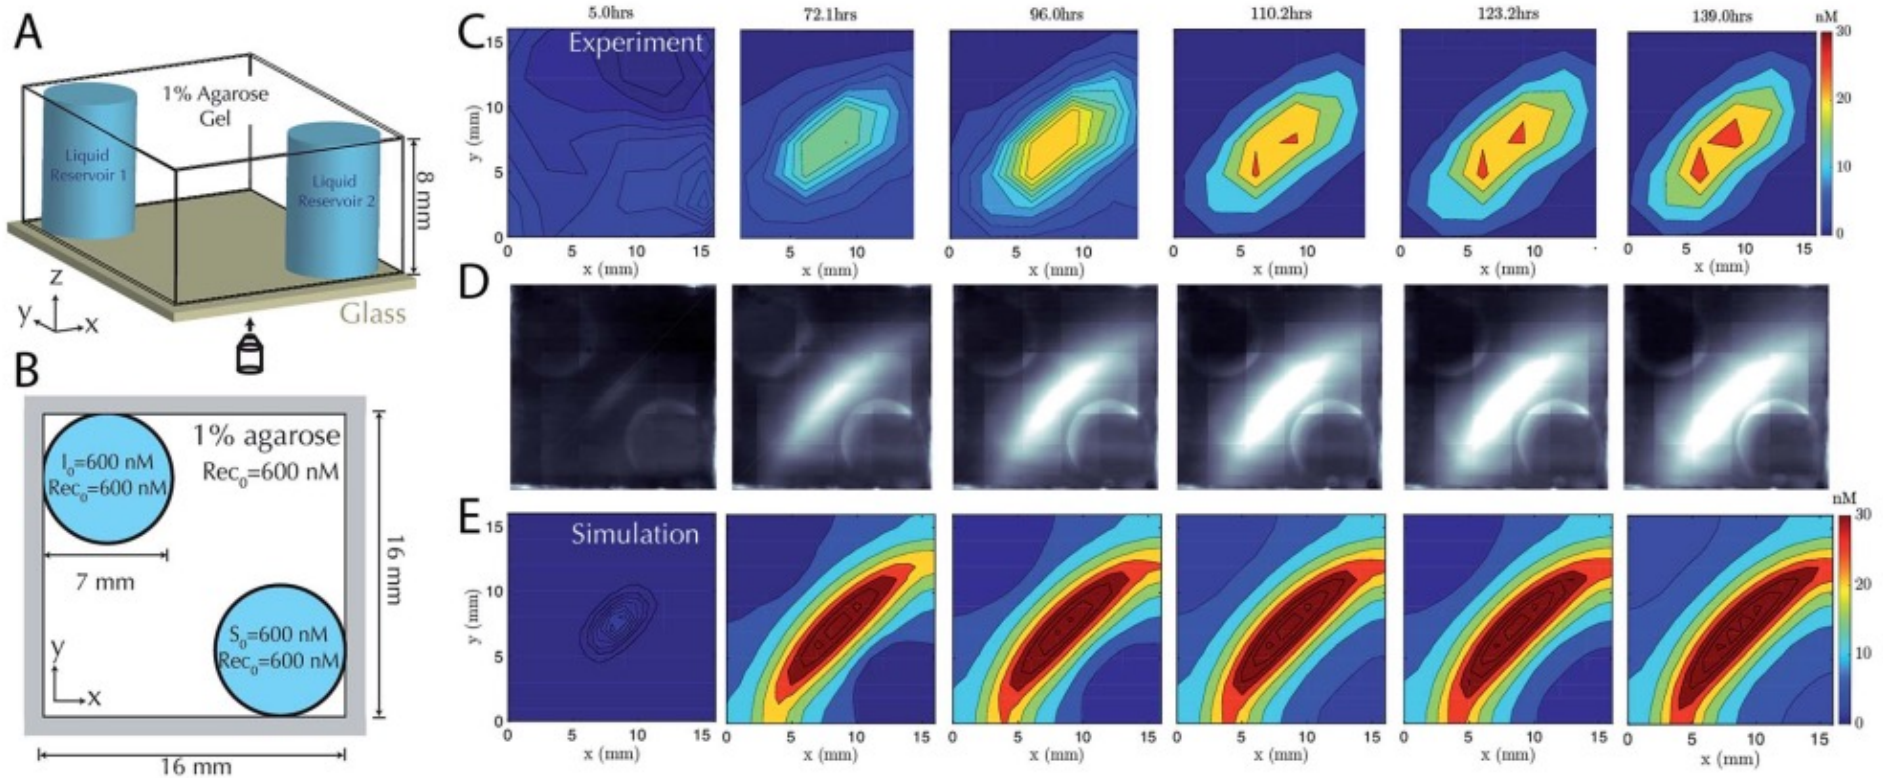 A
1% Agarose
Gel
Liquid
Reservoir 1
Liquid
Reservoir 2
8 mm
z
y
x
Glass
B
1% agarose
I0=600 nM
Rec0=600 nM
Rec0=600 nM
7 mm
S0=600 nM
Rec0=600 nM
y
x
16 mm
16 mm
C
5.0hrs
72.1hrs
96.0hrs
110.2hrs
123.2hrs
139.0hrs
nM
Experiment
15
10
5
0
y (mm)
30
20
10
0
0 5 10 15
x (mm)
0 5 10
x (mm)
0 5 10
x (mm)
0 5 10
x (mm)
0 5 10
x (mm)
0 5 10 15
x (mm)
D
E
nM
Simulation
15
10
5
0
y (mm)
30
20
10
0
0 5 10 15
x (mm)
0 5 10 15
x (mm)
0 5 10 15
x (mm)
0 5 10 15
x (mm)
0 5 10 15
x (mm)
0 5 10 15
x (mm)